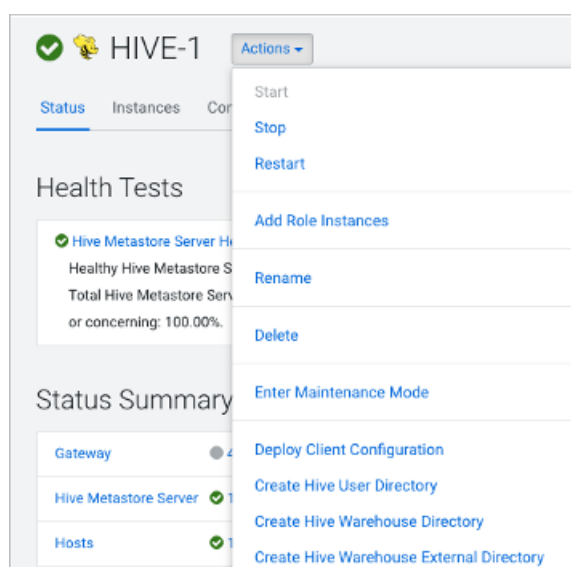 HIVE-1
Actions
Status Instances
Start
Stop
Restart
Add Role Instances
Rename
Delete
Enter Maintenance Mode
Deploy Client Configuration
Create Hive User Directory
Create Hive Warehouse Directory
Create Hive Warehouse External Directory
Health Tests
Hive Metastore Server
Healthy Hive Metastore
Total Hive Metastore
or concerning: 100.00%.
Status Summary
Gateway
Hive Metastore Server 1
Hosts 1